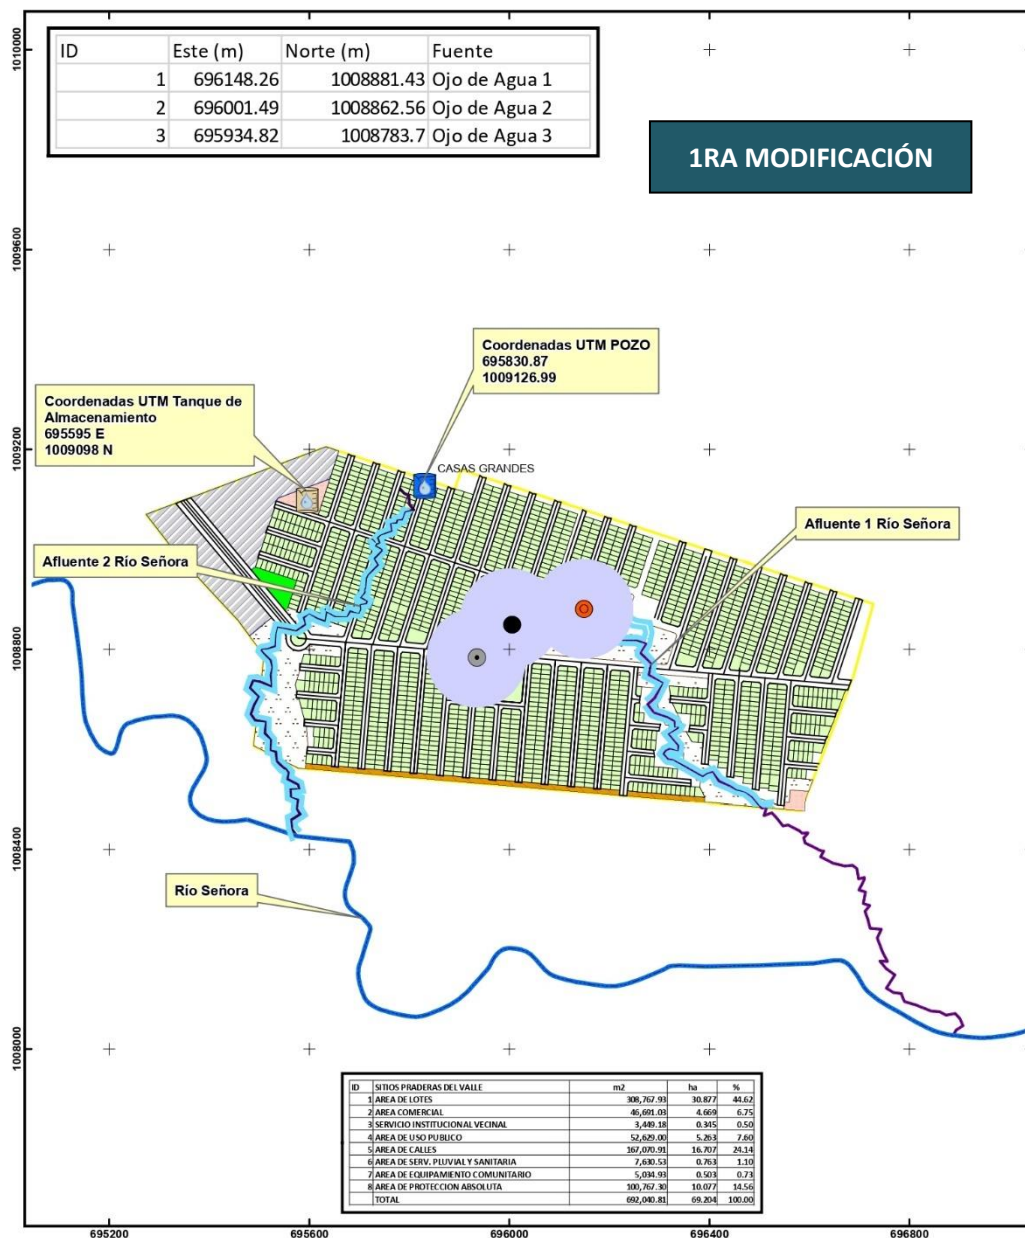 ID Este (m) Norte (m) Fuente
1 696148.26 1008881.43 Ojo de Agua 1
2 696001.49 1008862.56 Ojo de Agua 2
3 695934.82 1008783.7 Ojo de Agua 3
1RA MODIFICACIÓN
1010000
1009600
1009200
1008800
1008400
1008000
Coordenadas UTM POZO
695830.87
1009126.99
Coordenadas UTM Tanque de
Almacenamiento
695595 E
1009098 N
CASAS GRANDES
Afluente 1 Río Señora
Afluente 2 Río Señora
Río Señora
ID SITIOS PRADERAS DEL VALLE m2 ha %
1 AREA DE LOTES 308,767.93 30.877 44.62
2 AREA COMERCIAL 46,691.03 4.669 6.75
3 SERVICIO INSTITUCIONAL VECINAL 3,449.18 0.345 0.50
4 AREA DE USO PUBLICO 52,629.00 5.263 7.60
5 AREA DE CALLES 167,070.91 16.707 24.14
6 AREA DE SERV. PLUVIAL Y SANITARIA 7,630.53 0.763 1.10
7 AREA DE EQUIPAMIENTO COMUNITARIO 5,034.93 0.503 0.73
8 AREA DE PROTECCION ABSOLUTA 100,767.30 10.077 14.56
TOTAL 692,040.81 69.204 100.00
695200 695600 696000 696400 696800